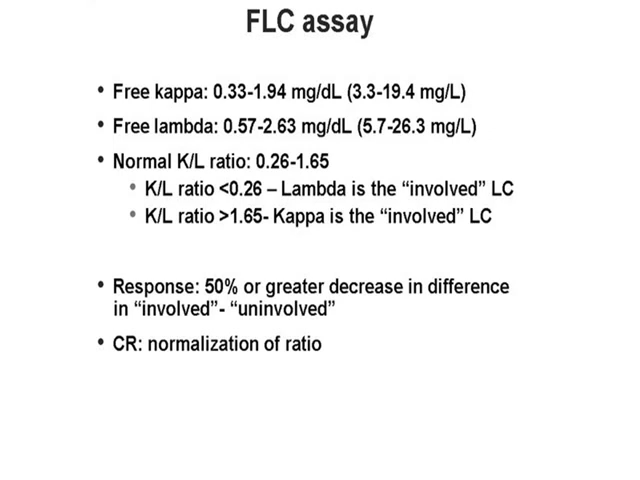 FLC assay
• Free kappa: 0.33-1.94 mg/dL (3.3-19.4 mg/L)
• Free lambda: 0.57-2.63 mg/dL (5.7-26.3 mg/L)
• Normal K/L ratio: 0.26-1.65
• K/L ratio <0.26 – Lambda is the “involved” LC
• K/L ratio >1.65- Kappa is the “involved” LC
• Response: 50% or greater decrease in difference
in “involved”- “uninvolved”
• CR: normalization of ratio